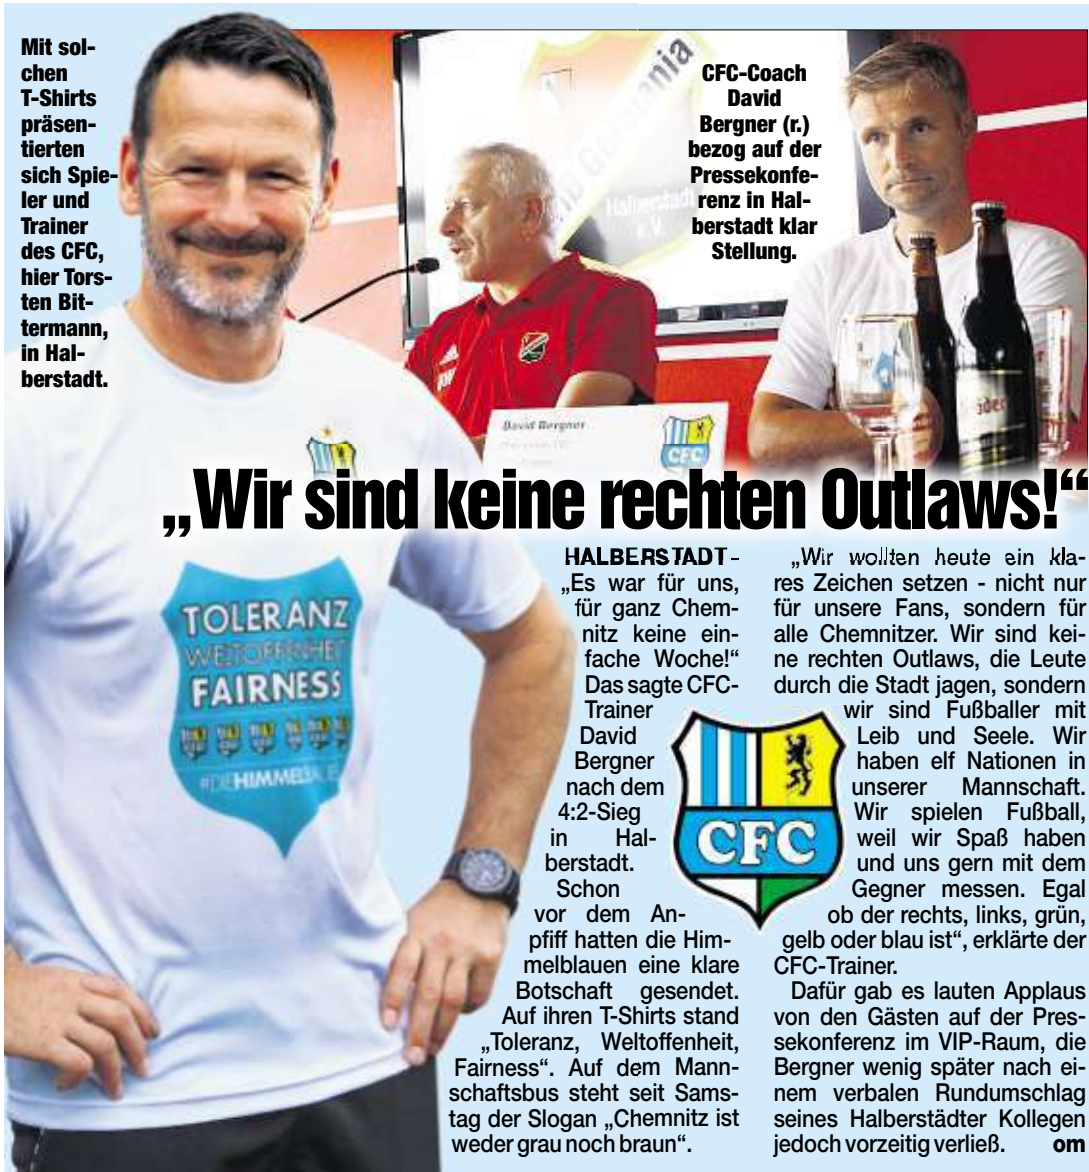 Mit sol-
chen
T-Shirts
präsen-
tierten
sich Spie-
ler und
Trainer
des CFC,
hier Tors-
ten Bit-
termann,
in Hal-
berstadt.
CFC-Coach
David
Bergner (r.)
bezog auf der
Pressekonfe-
renz in Hal-
berstadt klar
Stellung.
Germania
Halberstadt
e.V.
David Bergner
CFC
„Wir sind keine rechten Outlaws!“
TOLERANZ
WELTOFFENHEIT
FAIRNESS
HALBERSTADT -
„Es war für uns,
für ganz Chem-
nitz keine ein-
fache Woche!“
Das sagte CFC-
Trainer
David
Bergner
nach dem
4:2-Sieg
in Hal-
berstadt.
Schon
vor dem An-
pfiff hatten die Him-
melblauen eine klare
Botschaft gesendet.
Auf ihren T-Shirts stand
„Toleranz, Weltoffenheit,
Fairness“. Auf dem Mann-
schaftsbus steht seit Sams-
tag der Slogan „Chemnitz ist
weder grau noch braun“.
CFC
„Wir wollten heute ein kla-
res Zeichen setzen - nicht nur
für unsere Fans, sondern für
alle Chemnitzer. Wir sind kei-
ne rechten Outlaws, die Leute
durch die Stadt jagen, sondern
wir sind Fußballer mit
Leib und Seele. Wir
haben elf Nationen in
unserer Mannschaft.
Wir spielen Fußball,
weil wir Spaß haben
und uns gern mit dem
Gegner messen. Egal
ob der rechts, links, grün,
gelb oder blau ist“, erklärte der
CFC-Trainer.
Dafür gab es lauten Applaus
von den Gästen auf der Pres-
sekonferenz im VIP-Raum, die
Bergner wenig später nach ei-
nem verbalen Rundumschlag
seines Halberstädter Kollegen
jedoch vorzeitig verließ. om